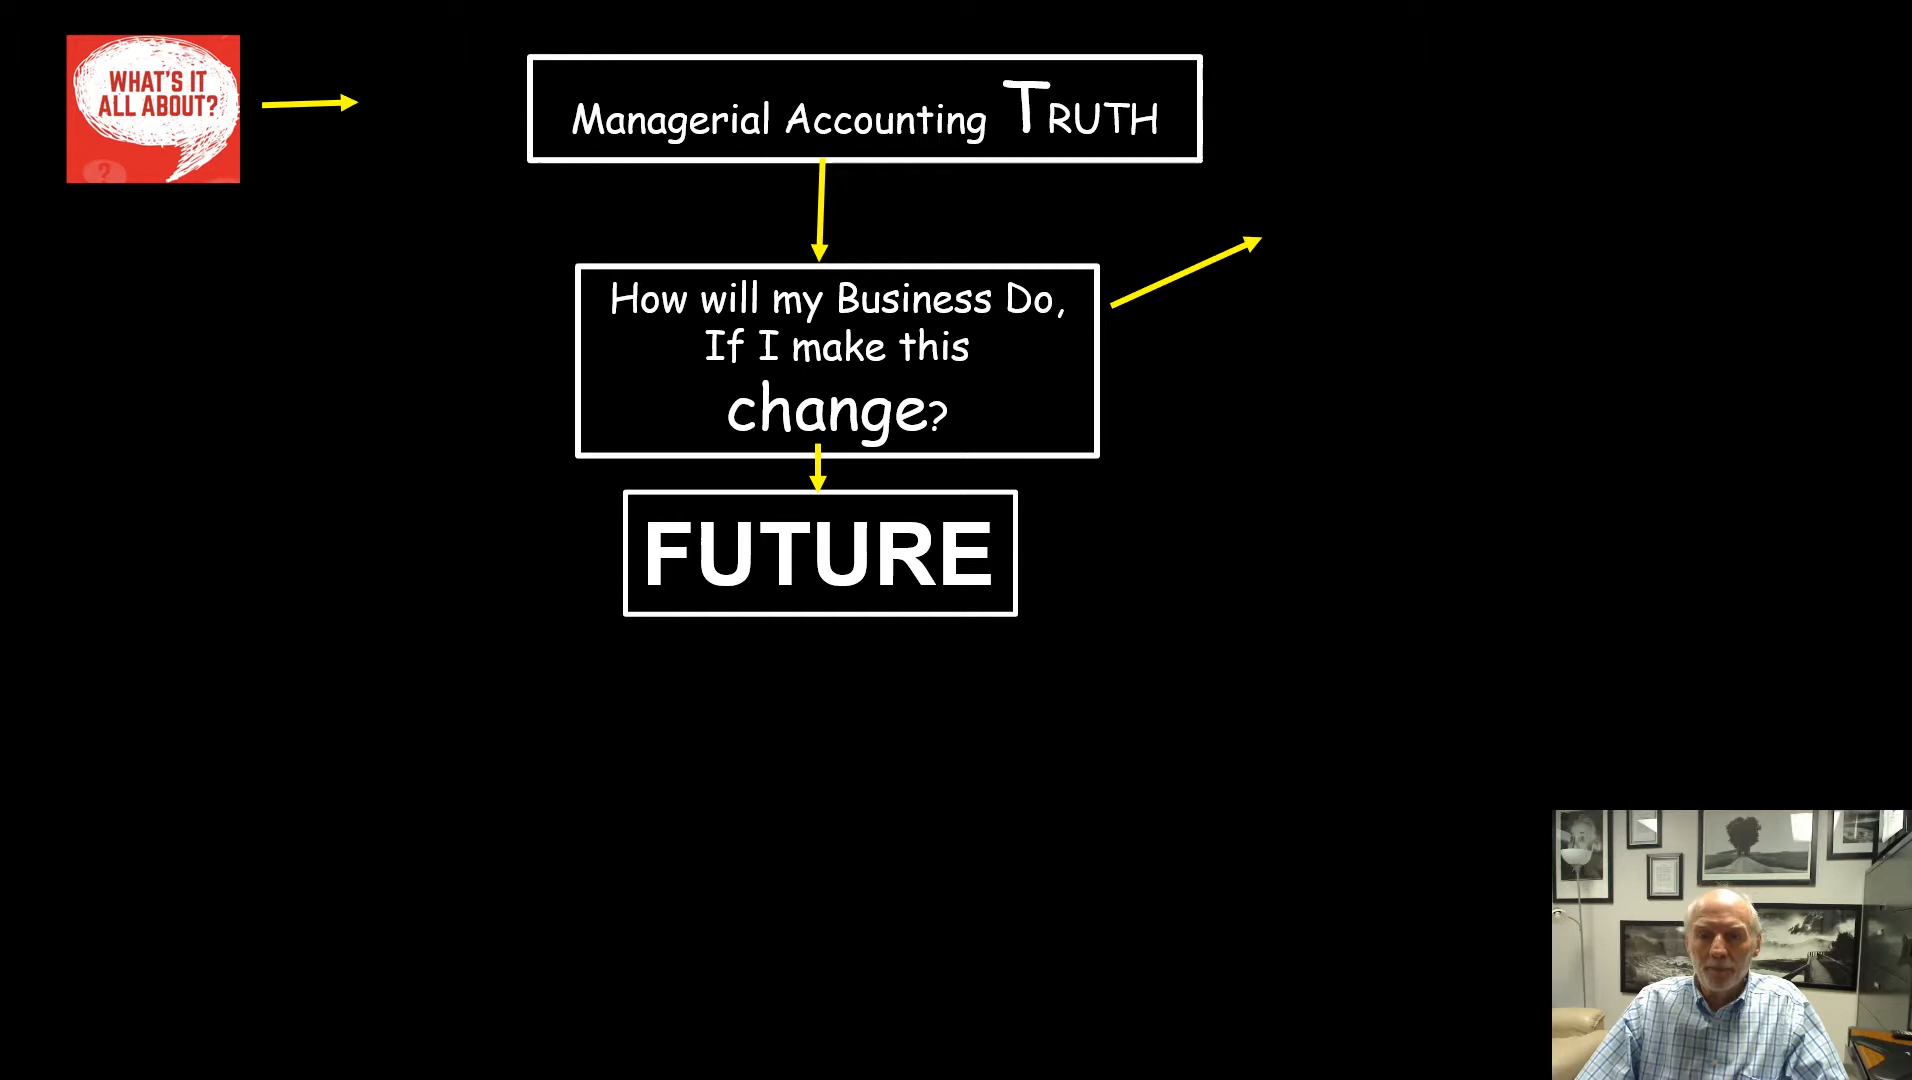 WHAT'S IT
ALL ABOUT?
?
Managerial Accounting TRUTH
How will my Business Do,
If I make this
change?
FUTURE